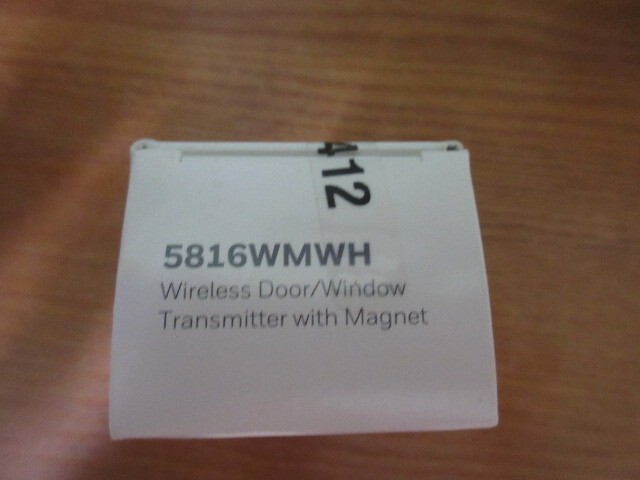 412
5816WMWH
Wireless Door/Window
Transmitter with Magnet